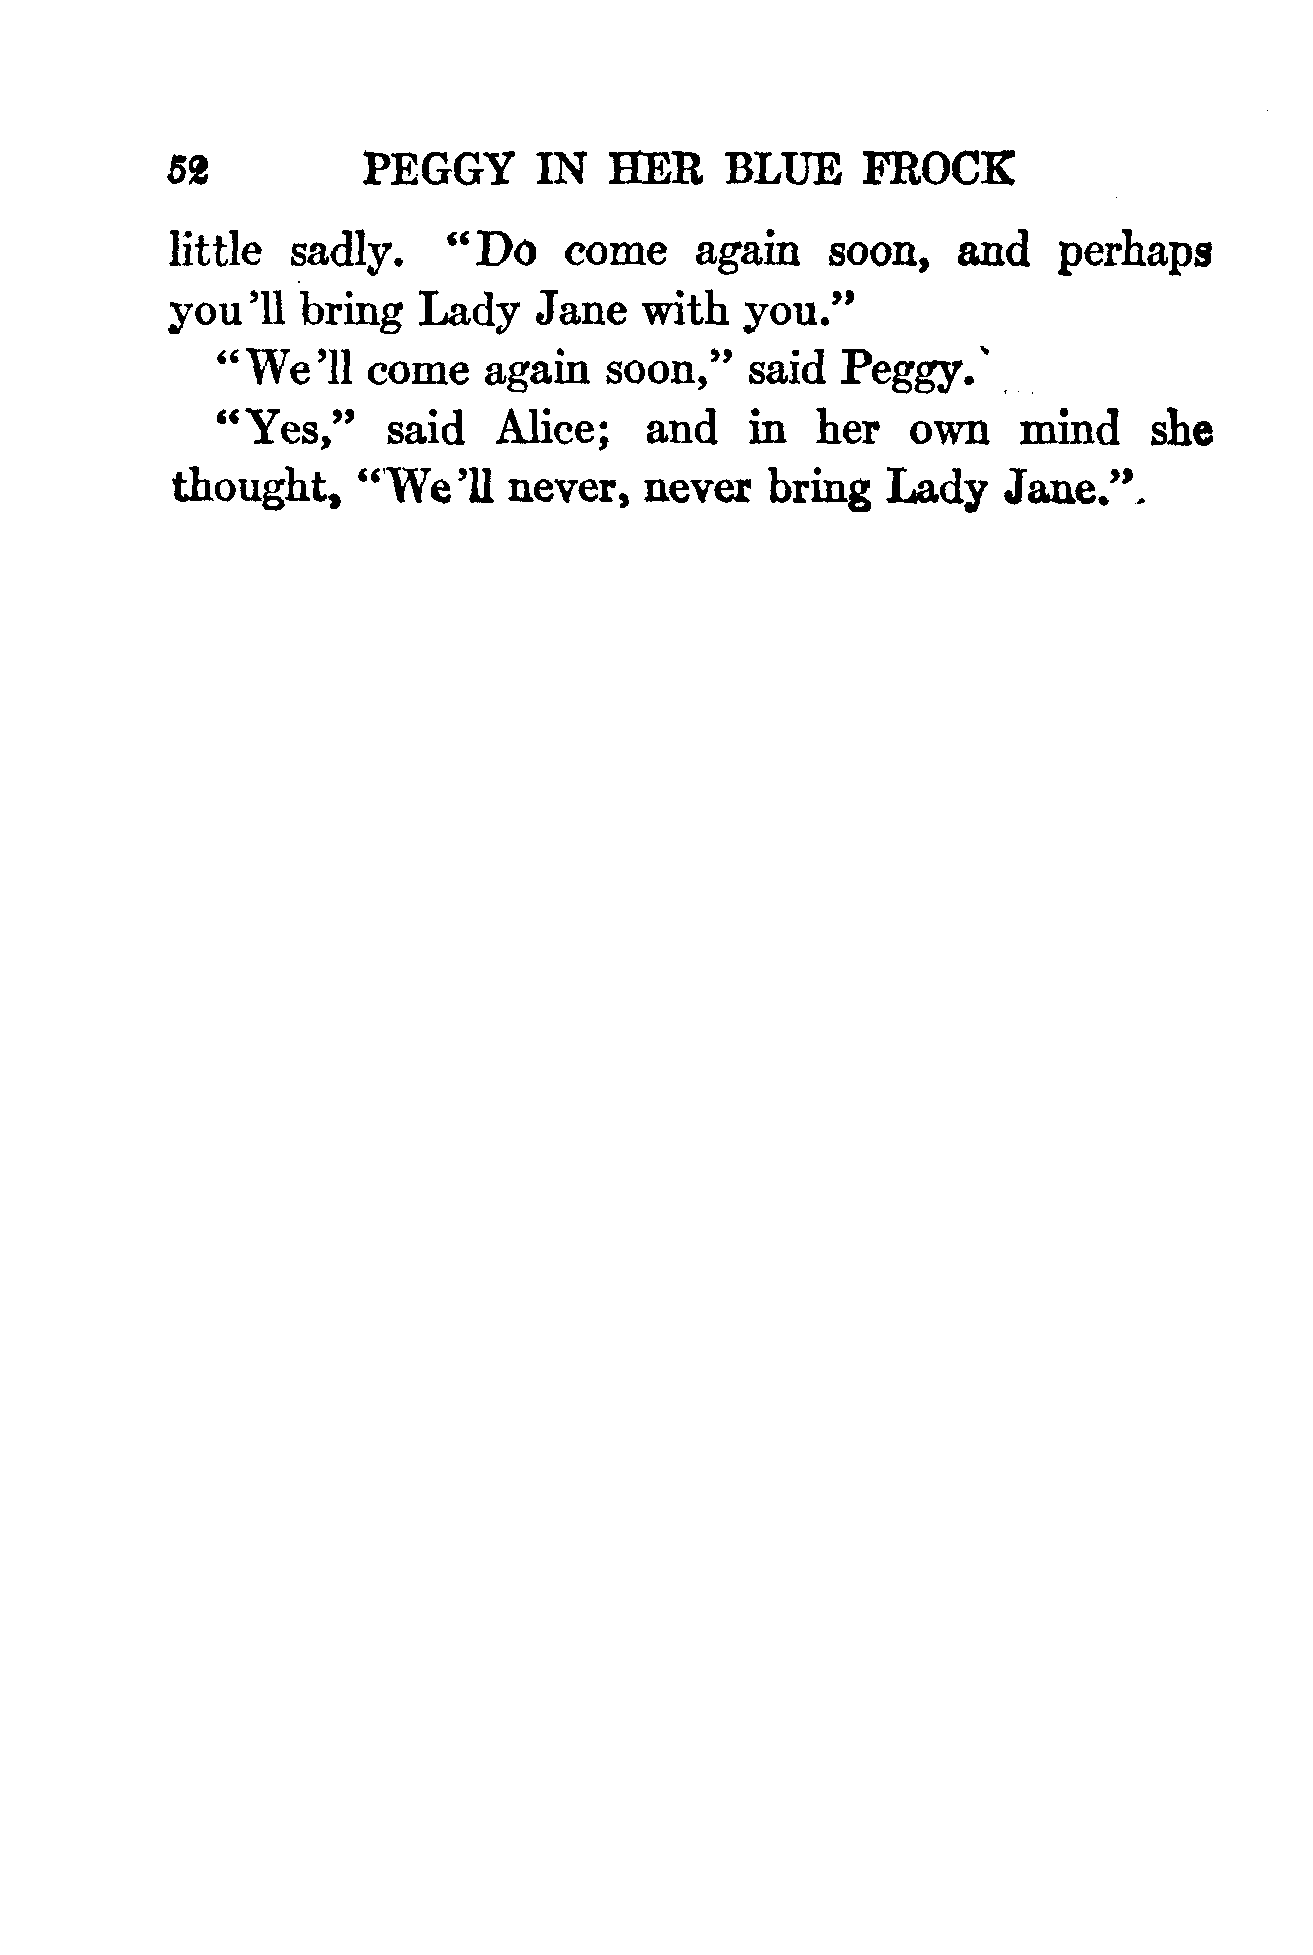 52 PEGGY IN HER BLUE FROCK
little sadly. “Do come again soon, and perhaps
you'll bring Lady Jane with you.”
“We'll come again soon,” said Peggy.
“Yes,” said Alice; and in her own mind she
thought, “We'll never, never bring Lady Jane.”